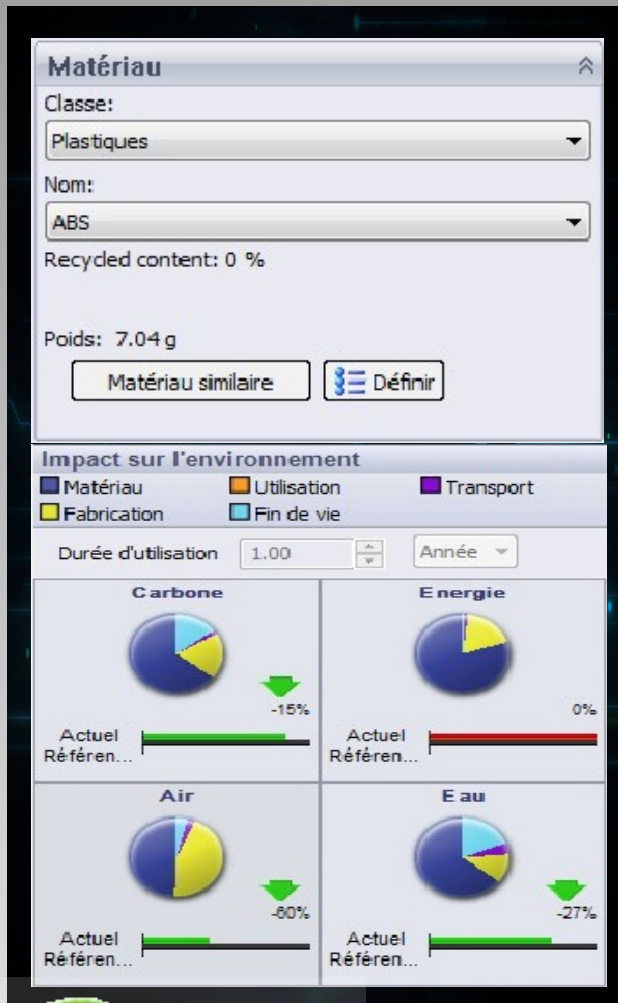 Matériau
Classe:
Plastiques
Nom:
ABS
Recycled content: 0 %
Poids: 7.04 g
Matériau similaire
Définir
Impact sur l'environnement
Matériau Utilisation Transport
Fabrication Fin de vie
Durée d'utilisation 1.00 Année
Carbone
-15%
Actuel
Référen...
Energie
0%
Actuel
Référen...
Air
-60%
Actuel
Référen...
Eau
-27%
Actuel
Référen...